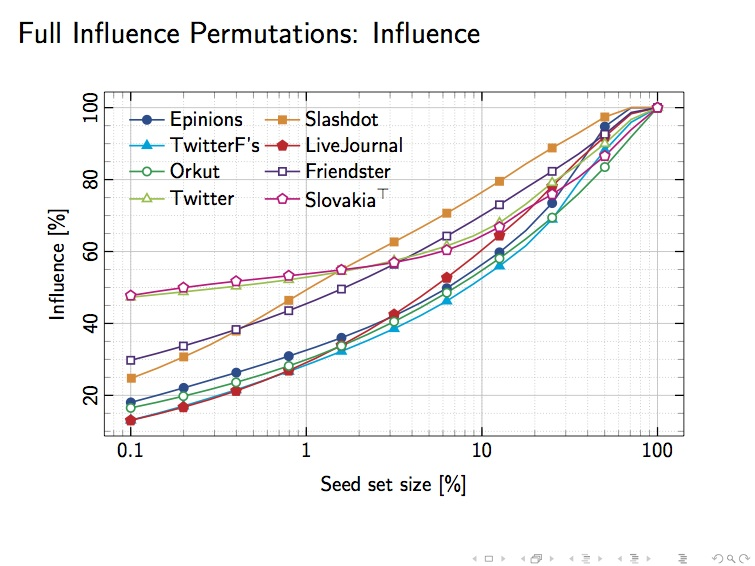 Full Influence Permutations: Influence
Epinions Slashdot
TwitterF's LiveJournal
Orkut Friendster
Twitter Slovakia⊤
100
80
60
40
20
Influence [%]
0.1 1 10 100
Seed set size [%]